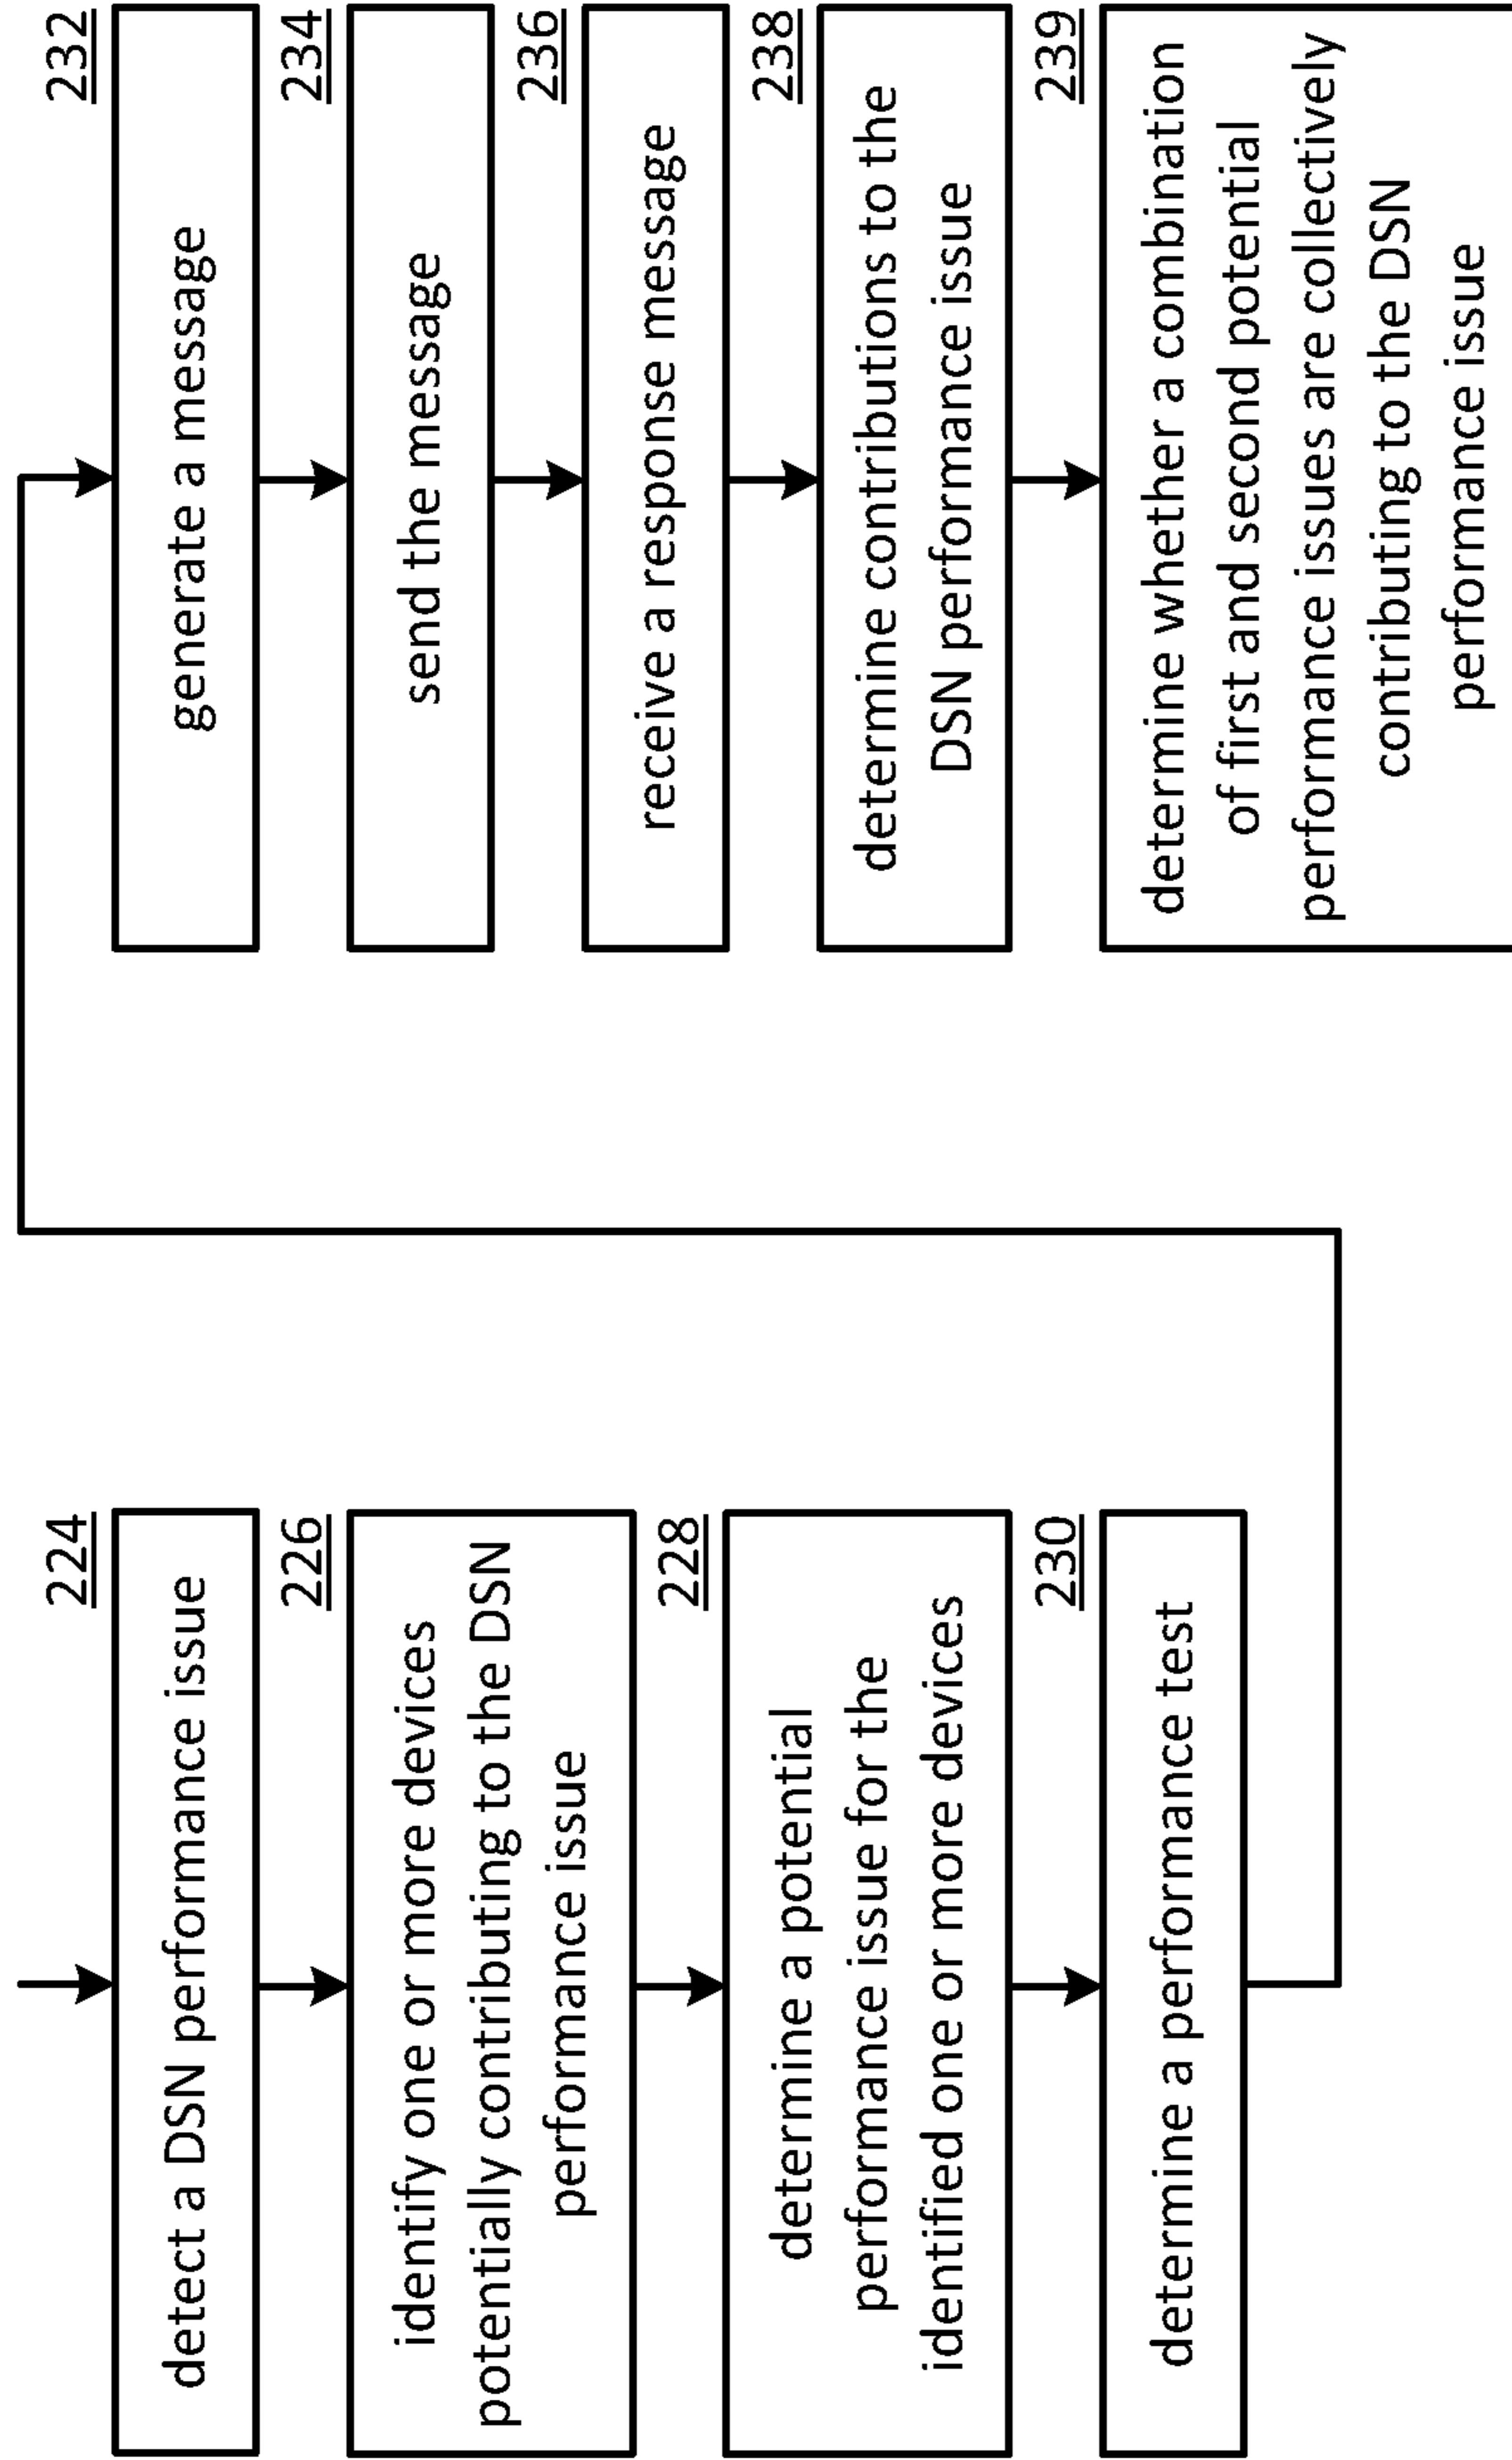 224
detect a DSN performance issue
226
identify one or more devices
potentially contributing to the DSN
performance issue
228
determine a potential
performance issue for the
identified one or more devices
230
determine a performance test
232
generate a message
234
send the message
236
receive a response message
238
determine contributions to the
DSN performance issue
239
determine whether a combination
of first and second potential
performance issues are collectively
contributing to the DSN
performance issue